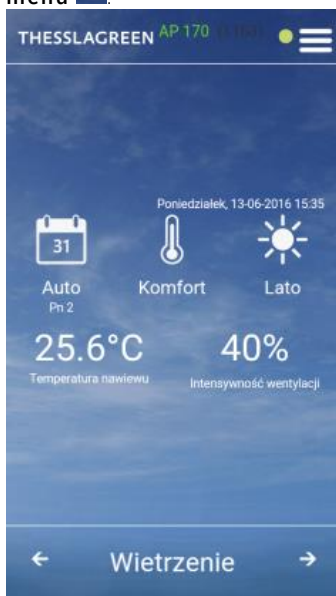 menu
THESSLAGREEN AP 170
Poniedziałek, 13-06-2016 15:35
31
Auto Komfort Lato
Pn 2
25.6°C 40%
Temperatura nawiewu Intensywność wentylacji
Wietrzenie